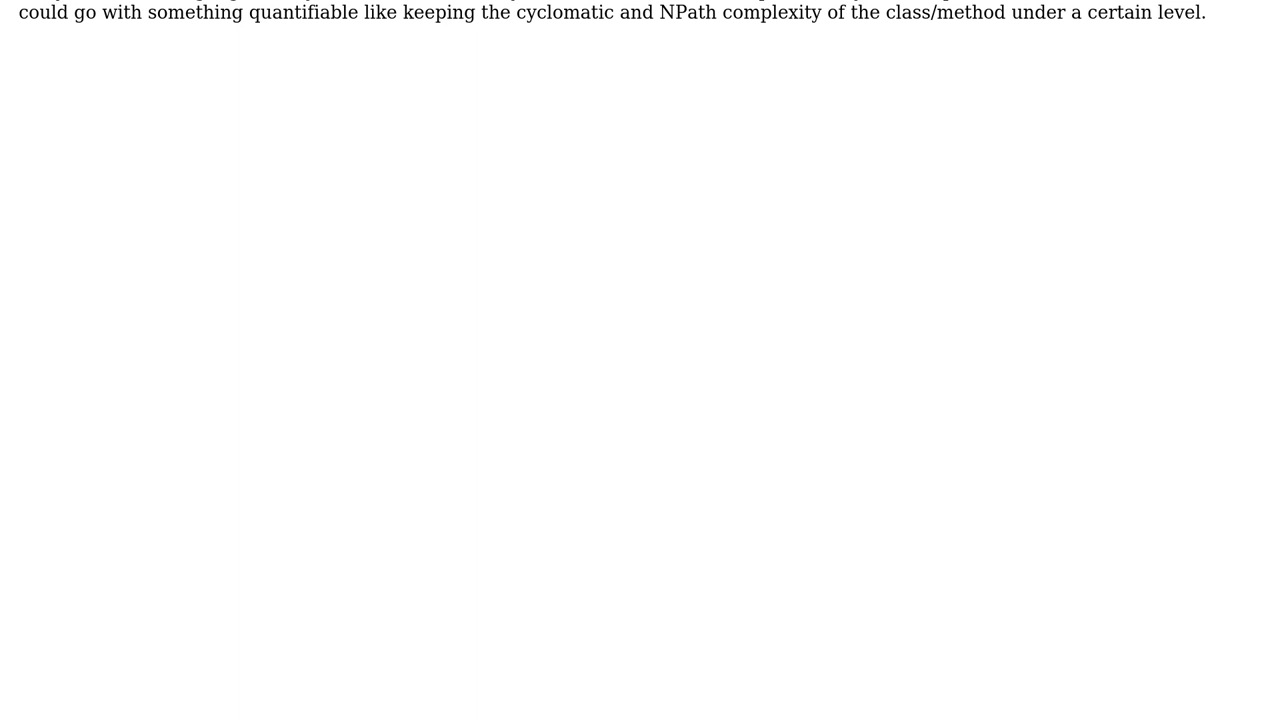 could go with something quantifiable like keeping the cyclomatic and NPath complexity of the class/method under a certain level.